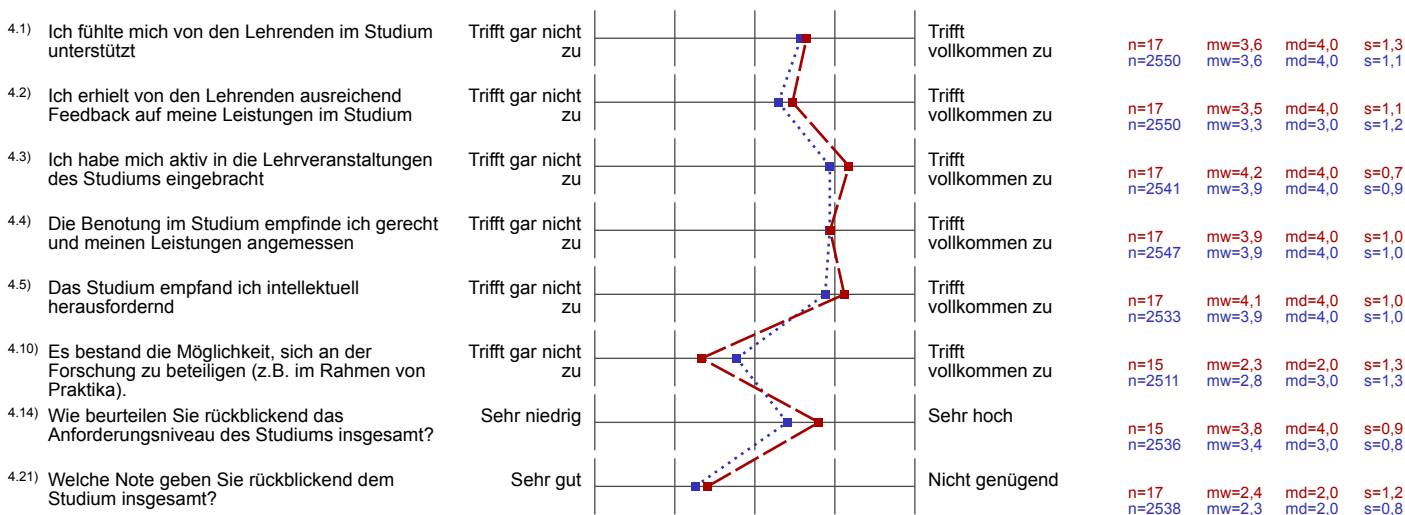 4.1) Ich fühlte mich von den Lehrenden im Studium
unterstützt
Trifft gar nicht
zu
Trifft
vollkommen zu
n=17 mw=3,6 md=4,0 s=1,3
n=2550 mw=3,6 md=4,0 s=1,1
4.2) Ich erhielt von den Lehrenden ausreichend
Feedback auf meine Leistungen im Studium
Trifft gar nicht
zu
Trifft
vollkommen zu
n=17 mw=3,5 md=4,0 s=1,1
n=2550 mw=3,3 md=3,0 s=1,2
4.3) Ich habe mich aktiv in die Lehrveranstaltungen
des Studiums eingebracht
Trifft gar nicht
zu
Trifft
vollkommen zu
n=17 mw=4,2 md=4,0 s=0,7
n=2541 mw=3,9 md=4,0 s=0,9
4.4) Die Benotung im Studium empfinde ich gerecht
und meinen Leistungen angemessen
Trifft gar nicht
zu
Trifft
vollkommen zu
n=17 mw=3,9 md=4,0 s=1,0
n=2547 mw=3,9 md=4,0 s=1,0
4.5) Das Studium empfand ich intellektuell
herausfordernd
Trifft gar nicht
zu
Trifft
vollkommen zu
n=17 mw=4,1 md=4,0 s=1,0
n=2533 mw=3,9 md=4,0 s=1,0
4.10) Es bestand die Möglichkeit, sich an der
Forschung zu beteiligen (z.B. im Rahmen von
Praktika).
Trifft gar nicht
zu
Trifft
vollkommen zu
n=15 mw=2,3 md=2,0 s=1,3
n=2511 mw=2,8 md=3,0 s=1,3
4.14) Wie beurteilen Sie rückblickend das
Anforderungsniveau des Studiums insgesamt?
Sehr niedrig
Sehr hoch
n=15 mw=3,8 md=4,0 s=0,9
n=2536 mw=3,4 md=3,0 s=0,8
4.21) Welche Note geben Sie rückblickend dem
Studium insgesamt?
Sehr gut
Nicht genügend
n=17 mw=2,4 md=2,0 s=1,2
n=2538 mw=2,3 md=2,0 s=0,8